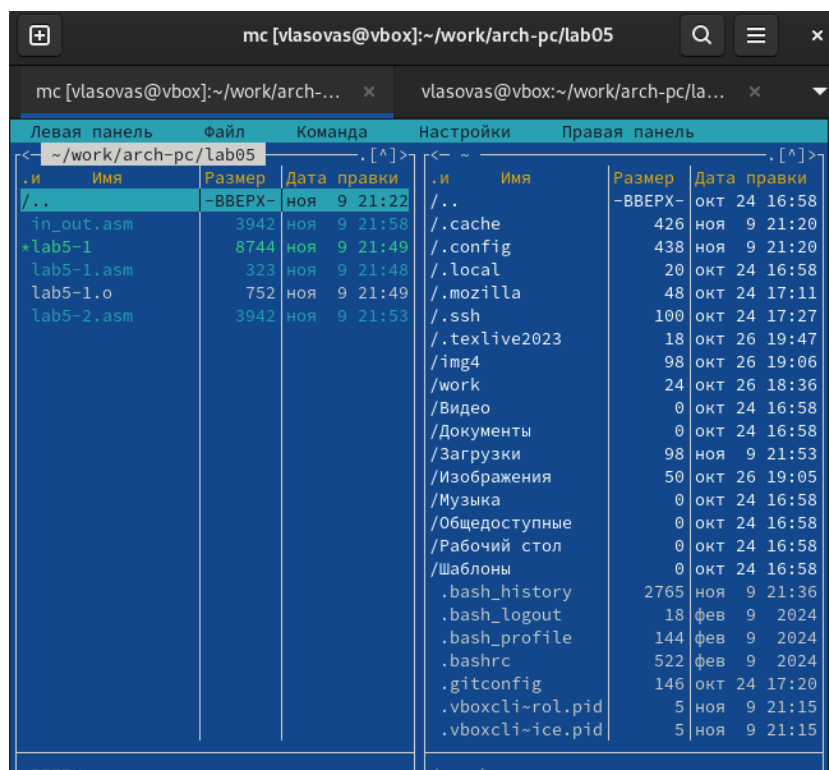 mc [vlasovas@vbox]:~/work/arch-pc/lab05
mc [vlasovas@vbox]:~/work/arch-... × vlasovas@vbox:~/work/arch-pc/la... ×
Левая панель Файл Команда Настройки Правая панель
<— ~/work/arch-pc/lab05 —.[^]>
.и Имя Размер Дата правки
/.. -ВВЕРХ- ноя 9 21:22
in_out.asm 3942 ноя 9 21:58
*lab5-1 8744 ноя 9 21:49
lab5-1.asm 323 ноя 9 21:48
lab5-1.o 752 ноя 9 21:49
lab5-2.asm 3942 ноя 9 21:53
<— ~ —.[^]>
.и Имя Размер Дата правки
/.. -ВВЕРХ- окт 24 16:58
/.cache 426 ноя 9 21:20
/.config 438 ноя 9 21:20
/.local 20 окт 24 16:58
/.mozilla 48 окт 24 17:11
/.ssh 100 окт 24 17:27
/.texlive2023 18 окт 26 19:47
/img4 98 окт 26 19:06
/work 24 окт 26 18:36
/Видео 0 окт 24 16:58
/Документы 0 окт 24 16:58
/Загрузки 98 ноя 9 21:53
/Изображения 50 окт 26 19:05
/Музыка 0 окт 24 16:58
/Общедоступные 0 окт 24 16:58
/Рабочий стол 0 окт 24 16:58
/Шаблоны 0 окт 24 16:58
.bash_history 2765 ноя 9 21:36
.bash_logout 18 фев 9 2024
.bash_profile 144 фев 9 2024
.bashrc 522 фев 9 2024
.gitconfig 146 окт 24 17:20
.vboxcli~rol.pid 5 ноя 9 21:15
.vboxcli~ice.pid 5 ноя 9 21:15